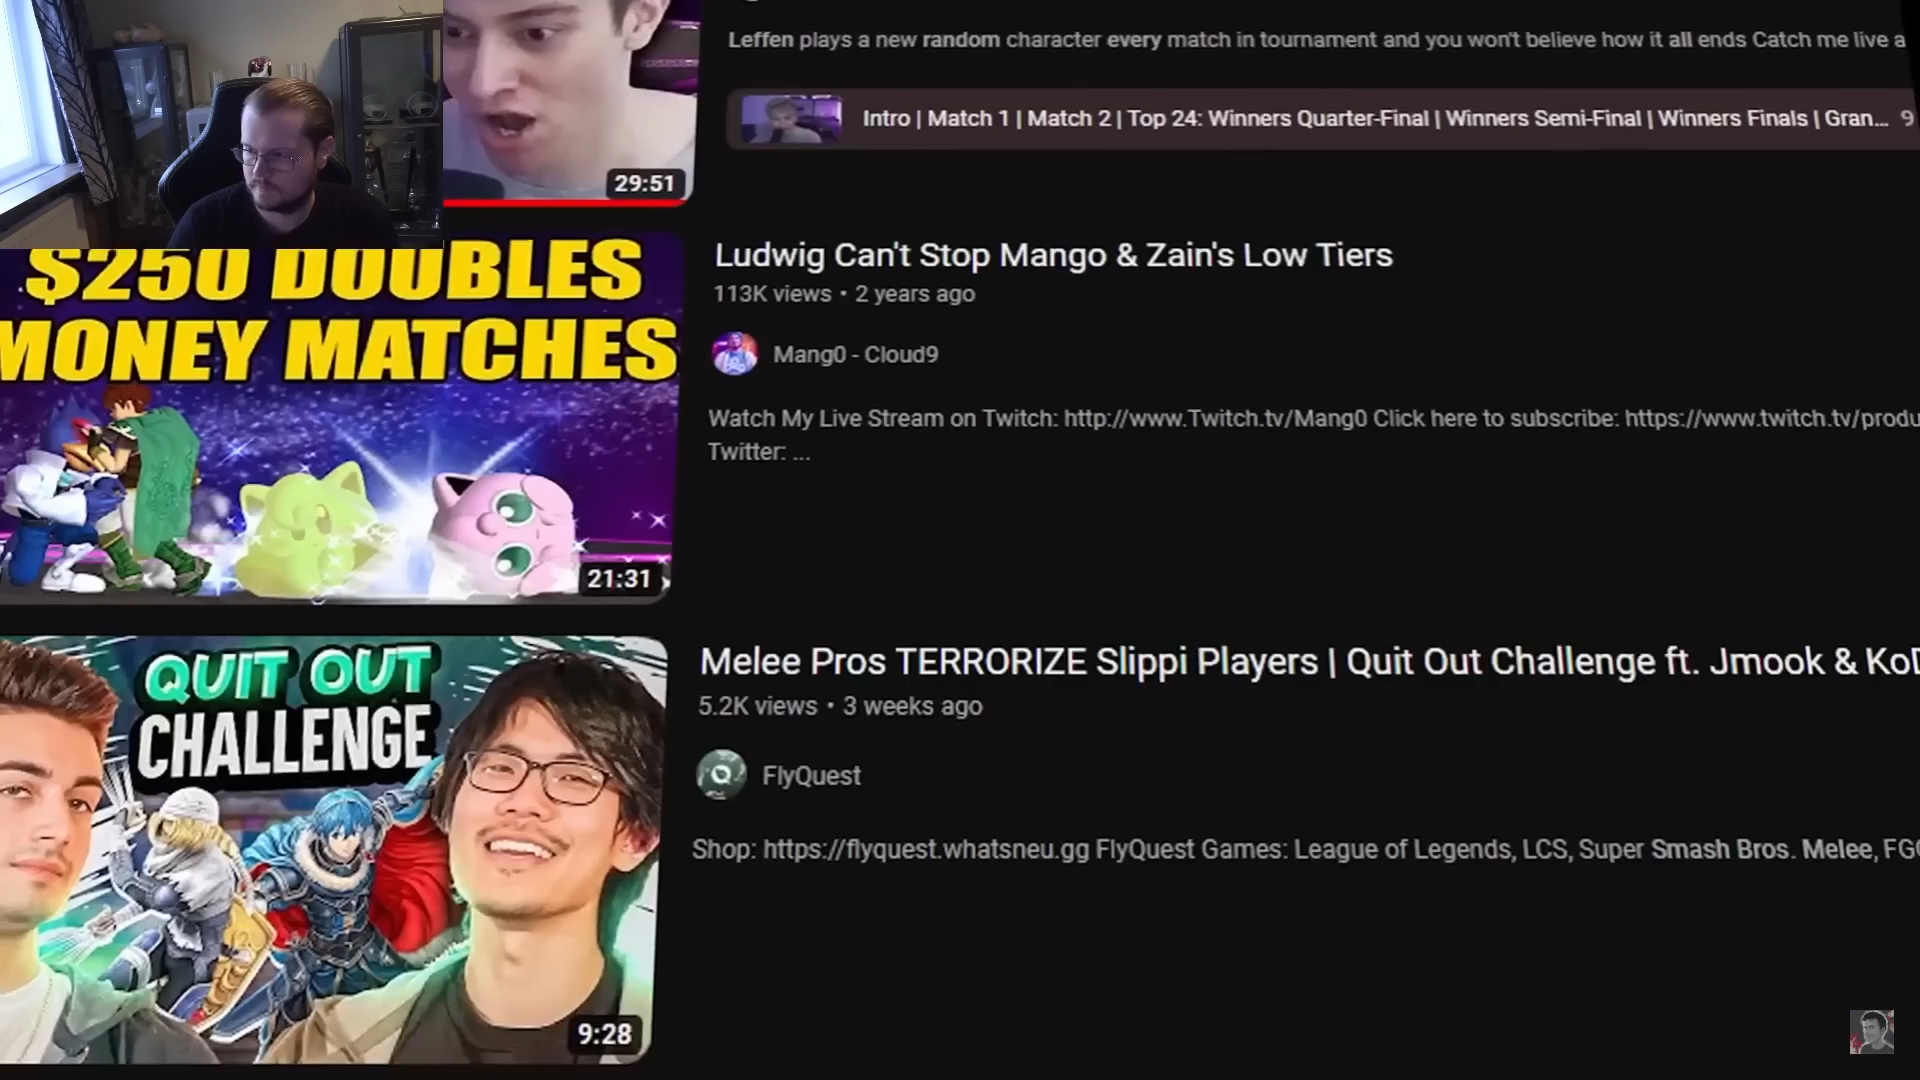 Leffen plays a new random character every match in tournament and you won't believe how it all ends Catch me live a
Intro | Match 1 | Match 2 | Top 24: Winners Quarter-Final | Winners Semi-Final | Winners Finals | Gran... 9
29:51
$250 DOUBLES
MONEY MATCHES
21:31
Ludwig Can't Stop Mango & Zain's Low Tiers
113K views • 2 years ago
Mang0 - Cloud9
Watch My Live Stream on Twitch: http://www.Twitch.tv/Mang0 Click here to subscribe: https://www.twitch.tv/produ
Twitter: ...
QUIT OUT
CHALLENGE
9:28
Melee Pros TERRORIZE Slippi Players | Quit Out Challenge ft. Jmook & KoD
5.2K views • 3 weeks ago
FlyQuest
Shop: https://flyquest.whatsneu.gg FlyQuest Games: League of Legends, LCS, Super Smash Bros. Melee, FGC